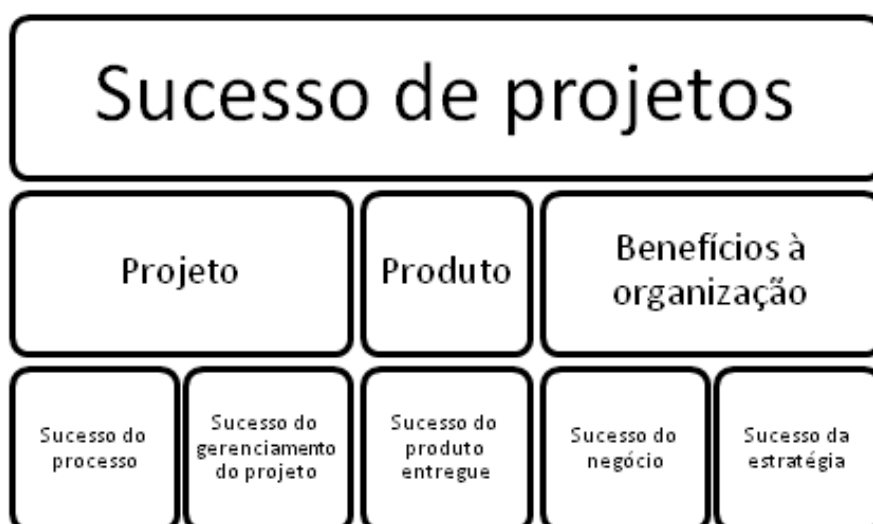 Sucesso de projetos
Projeto
Produto
Benefícios à
organização
Sucesso do
processo
Sucesso do
gerenciamento
do projeto
Sucesso do
produto
entregue
Sucesso do
negócio
Sucesso da
estratégia